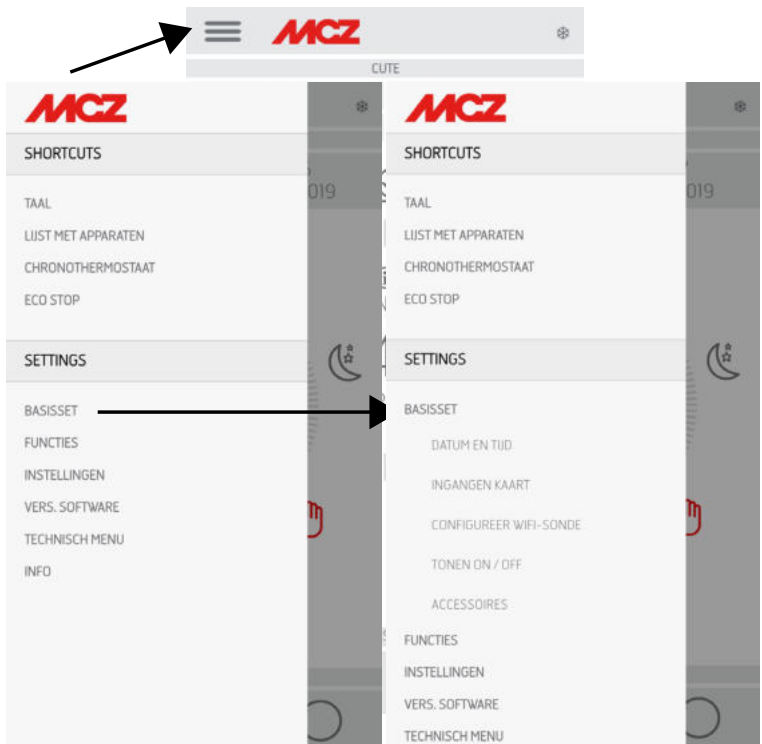 MCZ
CUTE
MCZ
SHORTCUTS
TAAL
LIJST MET APPARATEN
CHRONOTHERMOSTAAT
ECO STOP
SETTINGS
BASISSET
FUNCTIES
INSTELLINGEN
VERS. SOFTWARE
TECHNISCH MENU
INFO
019
MCZ
SHORTCUTS
TAAL
LIJST MET APPARATEN
CHRONOTHERMOSTAAT
ECO STOP
SETTINGS
BASISSET
DATUM EN TIJD
INGANGEN KAART
CONFIGUREER WIFI-SONDE
TONEN ON / OFF
ACCESSOIRES
FUNCTIES
INSTELLINGEN
VERS. SOFTWARE
TECHNISCH MENU
019